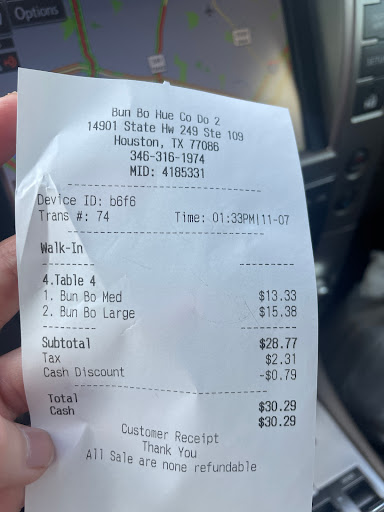 Options
Bun Bo Hue Co Do 2
14901 State Hw 249 Ste 109
Houston, TX 77086
346-316-1974
MID: 4185331
Device ID: b6f6
Trans #: 74 Time: 01:33PM|11-07
Walk-In
4.Table 4
1. Bun Bo Med $13.33
2. Bun Bo Large $15.38
Subtotal $28.77
Tax $2.31
Cash Discount -$0.79
Total $30.29
Cash $30.29
Customer Receipt
Thank You
All Sale are none refundable